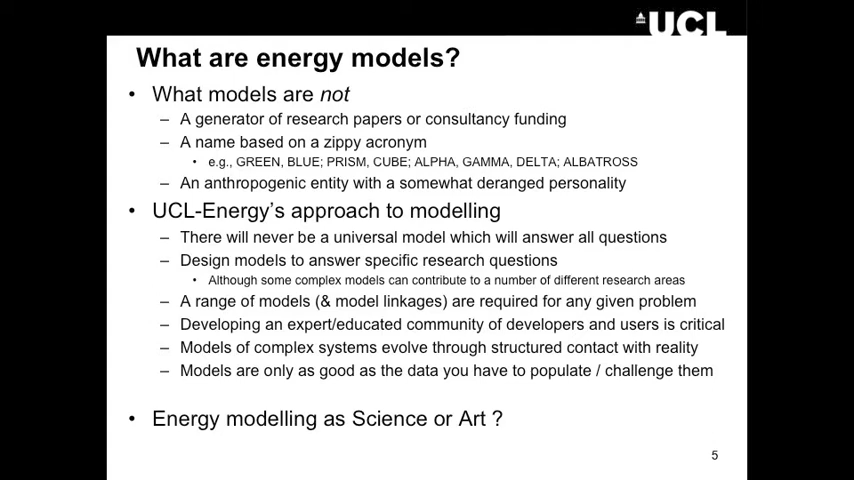 UCL
What are energy models?
• What models are not
– A generator of research papers or consultancy funding
– A name based on a zippy acronym
• e.g., GREEN, BLUE; PRISM, CUBE; ALPHA, GAMMA, DELTA; ALBATROSS
– An anthropogenic entity with a somewhat deranged personality
• UCL-Energy's approach to modelling
– There will never be a universal model which will answer all questions
– Design models to answer specific research questions
• Although some complex models can contribute to a number of different research areas
– A range of models (& model linkages) are required for any given problem
– Developing an expert/educated community of developers and users is critical
– Models of complex systems evolve through structured contact with reality
– Models are only as good as the data you have to populate / challenge them
• Energy modelling as Science or Art ?
5